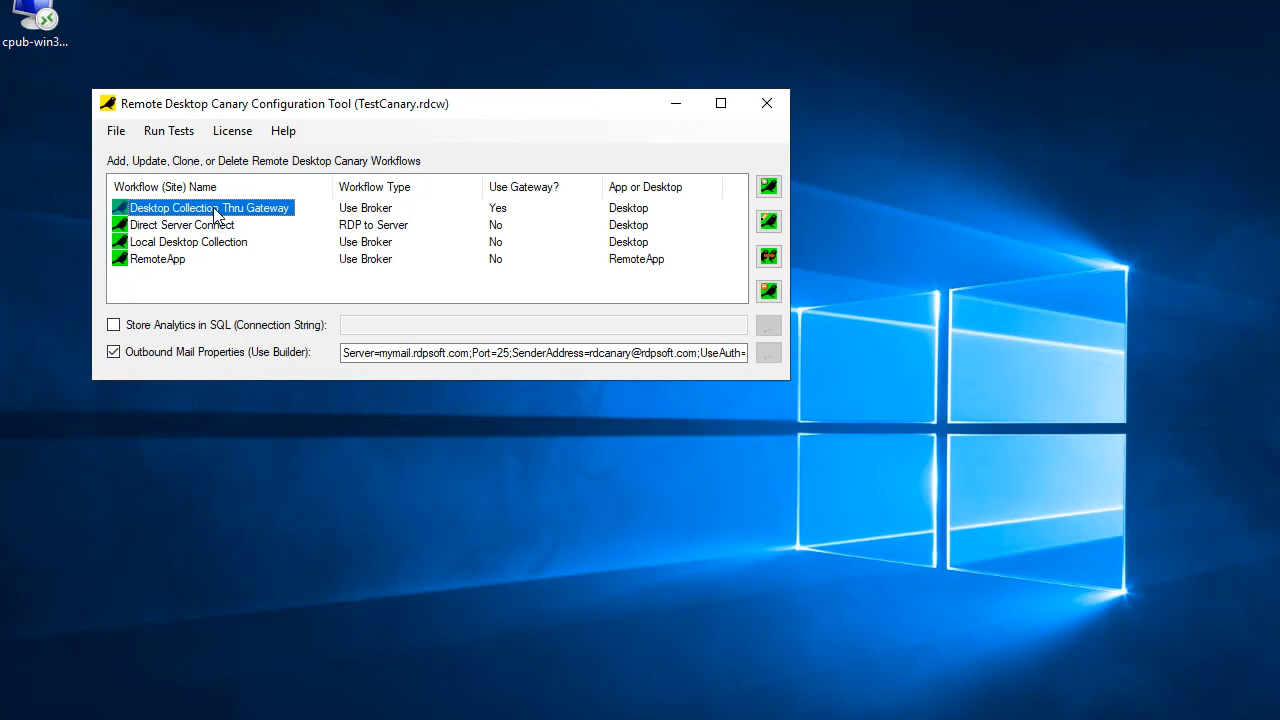 cpub-win3...
Remote Desktop Canary Configuration Tool (TestCanary.rdcw)
File Run Tests License Help
Add, Update, Clone, or Delete Remote Desktop Canary Workflows
Workflow (Site) Name Workflow Type Use Gateway? App or Desktop
Desktop Collection Thru Gateway Use Broker Yes Desktop
Direct Server Connect RDP to Server No Desktop
Local Desktop Collection Use Broker No Desktop
RemoteApp Use Broker No RemoteApp
Store Analytics in SQL (Connection String): ...
Outbound Mail Properties (Use Builder): Server=mymail.rdpsoft.com;Port=25;SenderAddress=rdcanary@rdpsoft.com;UseAuth= ...